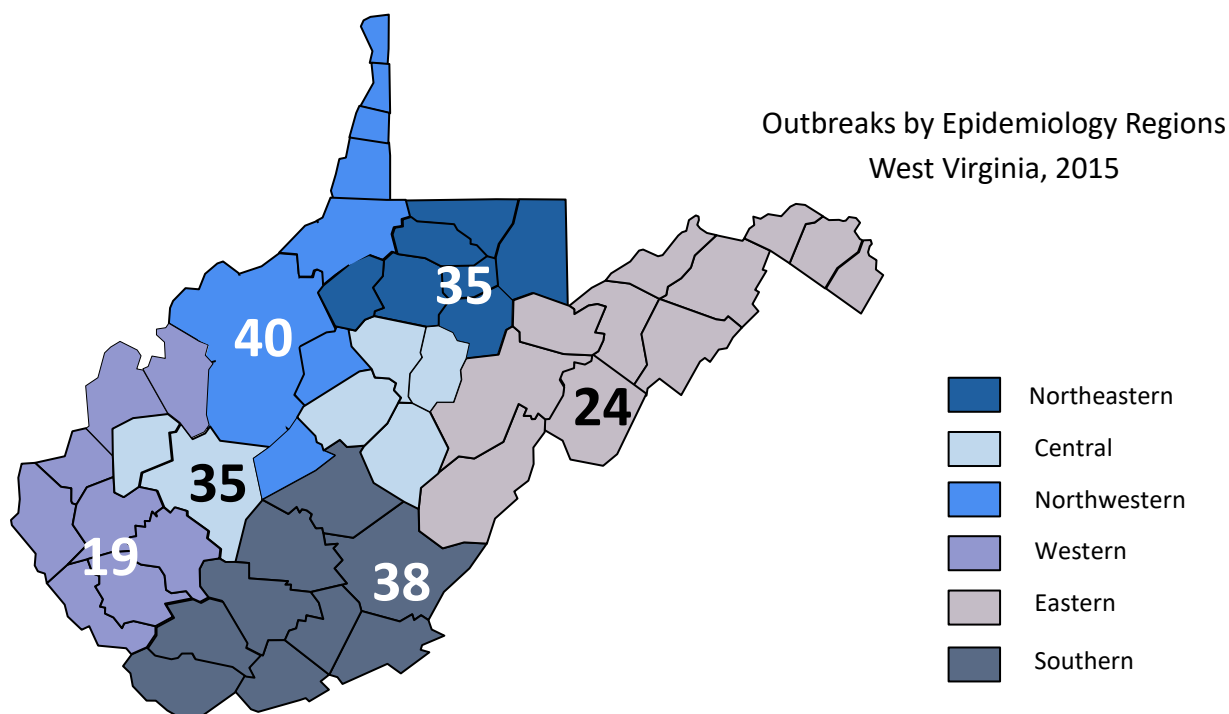 Outbreaks by Epidemiology Regions
West Virginia, 2015
35
40
24
35
19
38
Northeastern
Central
Northwestern
Western
Eastern
Southern